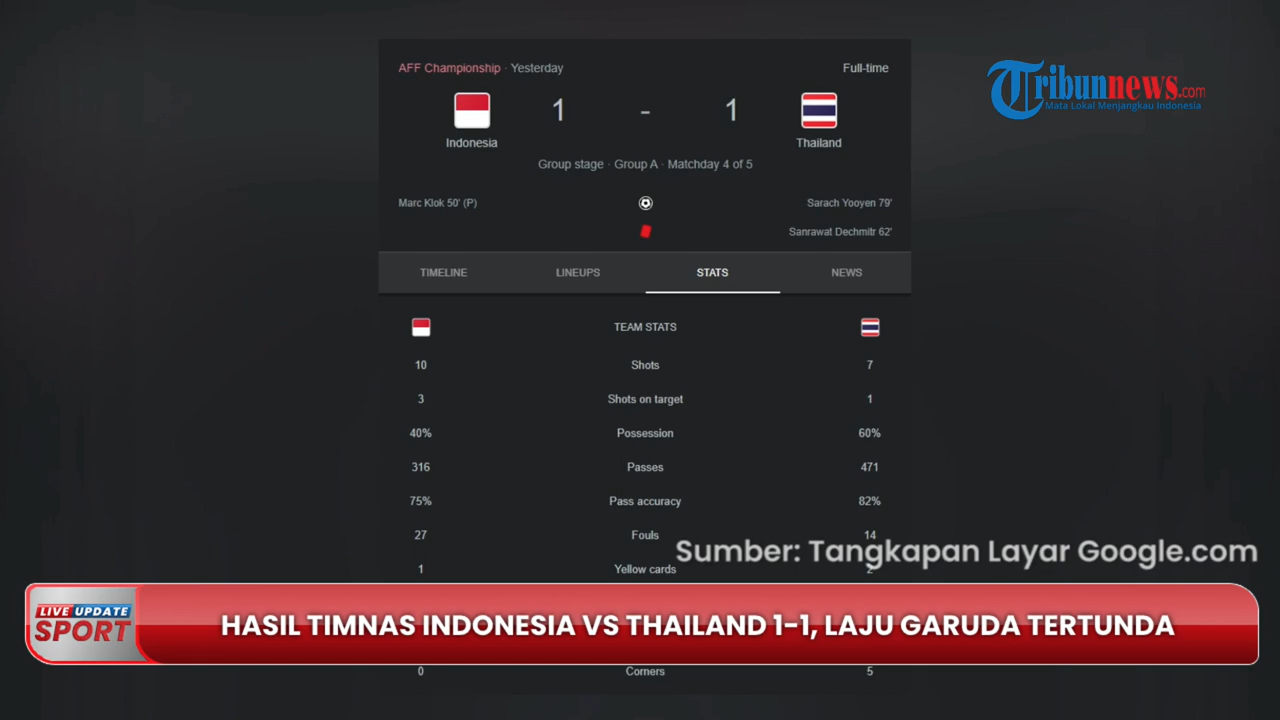 AFF Championship · Yesterday
Full-time
Tribunnews.com
Mata Lokal Menjangkau Indonesia
1 - 1
Indonesia
Thailand
Group stage · Group A · Matchday 4 of 5
Marc Klok 50' (P)
Sarach Yooyen 79'
Sanrawat Dechmitr 62'
TIMELINE LINEUPS STATS NEWS
TEAM STATS
10 Shots 7
3 Shots on target 1
40% Possession 60%
316 Passes 471
75% Pass accuracy 82%
27 Fouls 14
Sumber: Tangkapan Layar Google.com
1 Yellow cards 2
LIVE UPDATE
SPORT
HASIL TIMNAS INDONESIA VS THAILAND 1-1, LAJU GARUDA TERTUNDA
0 Corners 5